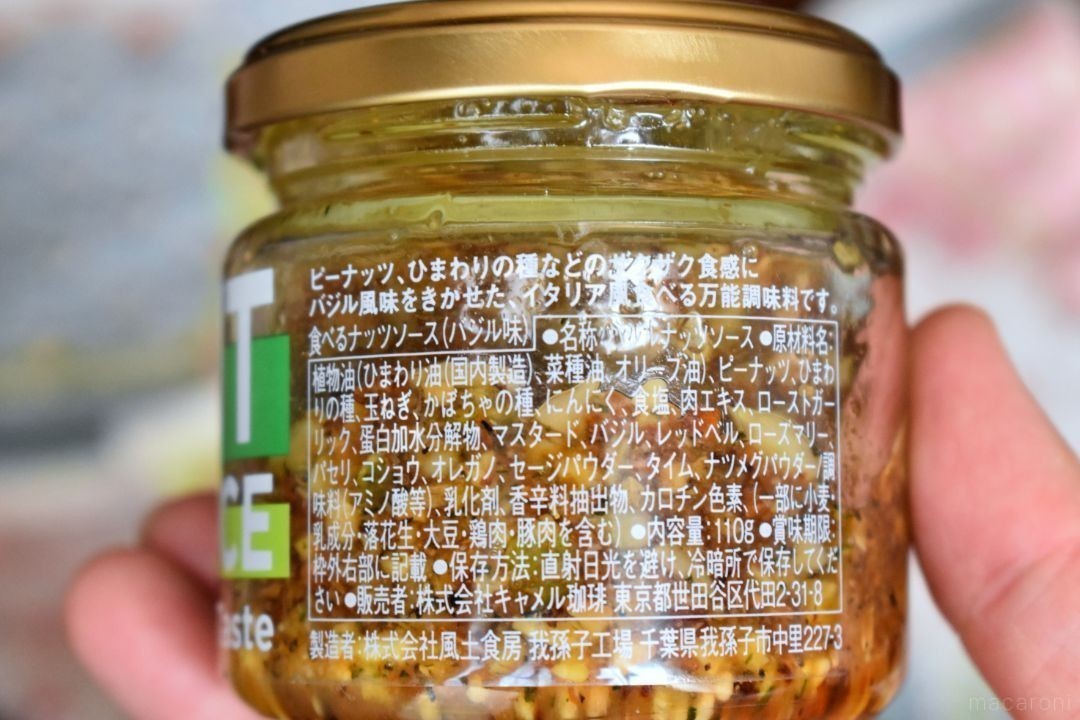 T
CE
aste
ピーナッツ、ひまわりの種などのザクザク食感に
バジル風味をきかせた、イタリア風食べる万能調味料です。
食べるナッツソース(バジル味) ●名称:ナッツソース ●原材料名:
植物油(ひまわり油(国内製造)、菜種油、オリーブ油)、ピーナッツ、ひまわ
りの種、玉ねぎ、かぼちゃの種、にんにく、食塩、肉エキス、ローストガー
リック、蛋白加水分解物、マスタード、バジル、レッドベル、ローズマリー、
パセリ、コショウ、オレガノ、セージパウダー、タイム、ナツメグパウダー/調
味料(アミノ酸等)、乳化剤、香辛料抽出物、カロチン色素、(一部に小麦・
乳成分・落花生・大豆・鶏肉・豚肉を含む) ●内容量:110g ●賞味期限:
枠外右部に記載 ●保存方法:直射日光を避け、冷暗所で保存してくだ
さい ●販売者:株式会社キャメル珈琲 東京都世田谷区代田2-31-8
製造者:株式会社風土食房 我孫子工場 千葉県我孫子市中里227-3
macaroni